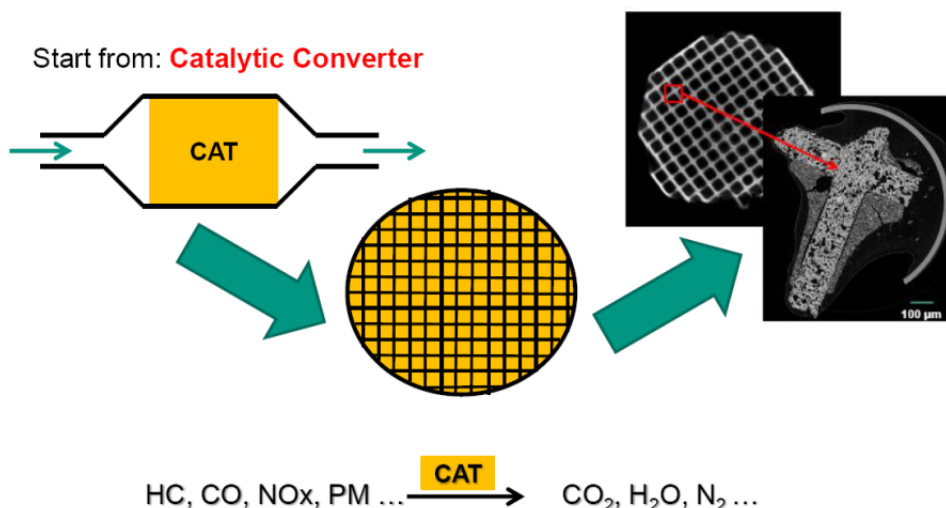 Start from: Catalytic Converter
CAT
100 µm
CAT
HC, CO, NOx, PM ... CO₂, H₂O, N₂ ...